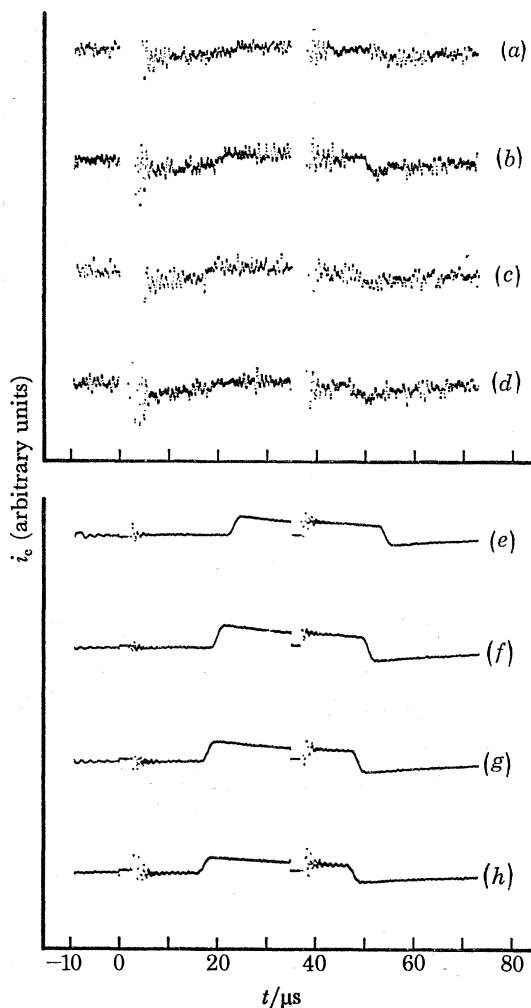 (a)
(b)
(c)
(d)
i_c (arbitrary units)
(e)
(f)
(g)
(h)
−10 0 20 40 60 80
t/μs